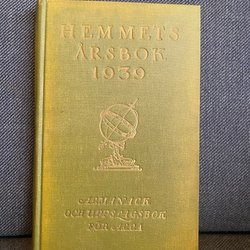 HEMMETS
ÅRSBOK
1939
ALMANACK
OCH UPPSLAGSBOK
FÖR ALLA